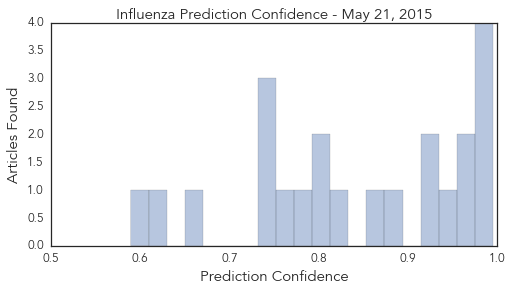 Influenza Prediction Confidence - May 21, 2015
4.0
3.5
3.0
2.5
2.0
1.5
1.0
0.5
0.0
Articles Found
0.5 0.6 0.7 0.8 0.9 1.0
Prediction Confidence